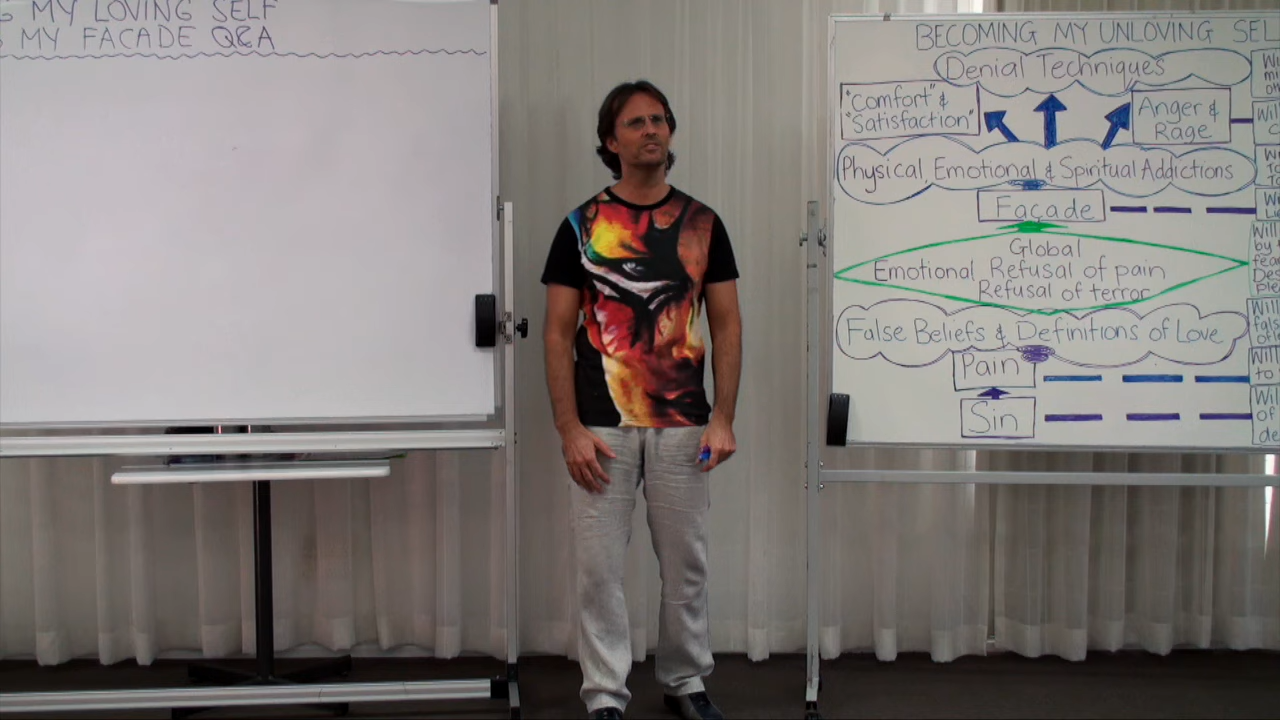 MY LOVING SELF
MY FACADE Q&A
BECOMING MY UNLOVING SEL
Denial Techniques
"Comfort" &
"Satisfaction"
Anger &
Rage
Physical, Emotional & Spiritual Addictions
Façade
Global
Emotional Refusal of pain
Refusal of terror
False Beliefs & Definitions of Love
Pain
Sin